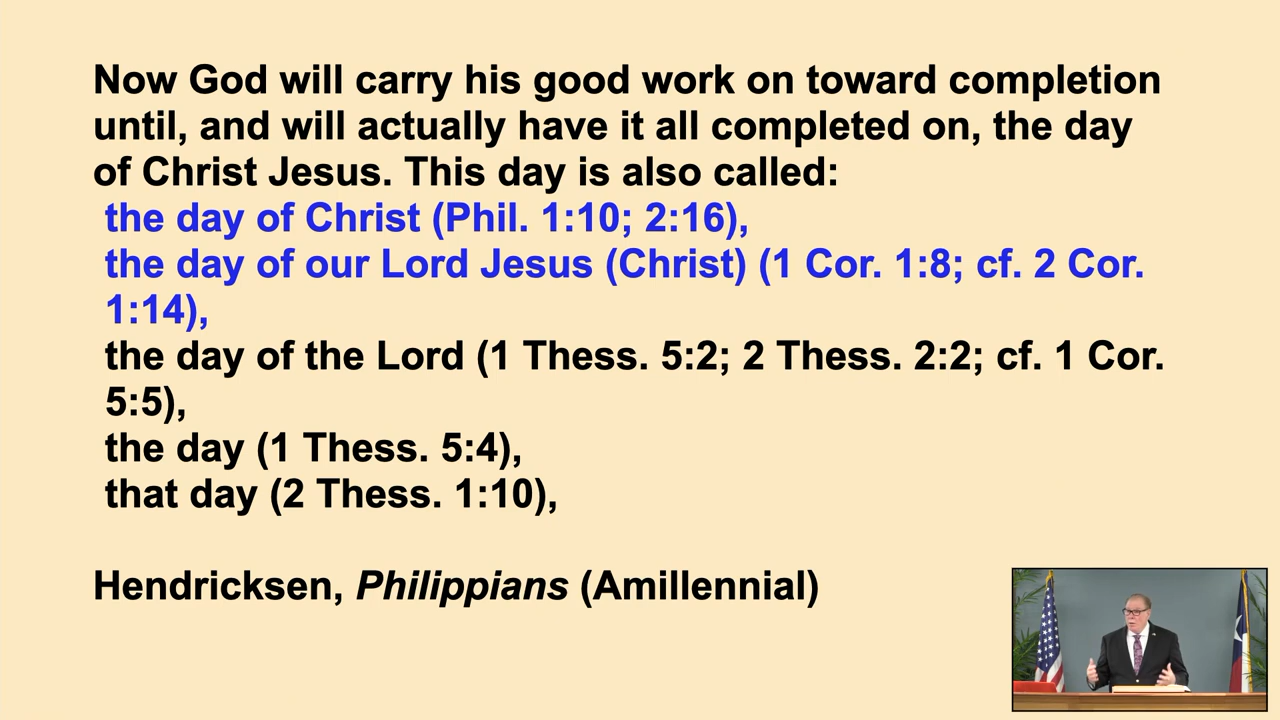 Now God will carry his good work on toward completion
until, and will actually have it all completed on, the day
of Christ Jesus. This day is also called:
the day of Christ (Phil. 1:10; 2:16),
the day of our Lord Jesus (Christ) (1 Cor. 1:8; cf. 2 Cor.
1:14),
the day of the Lord (1 Thess. 5:2; 2 Thess. 2:2; cf. 1 Cor.
5:5),
the day (1 Thess. 5:4),
that day (2 Thess. 1:10),
Hendricksen, Philippians (Amillennial)